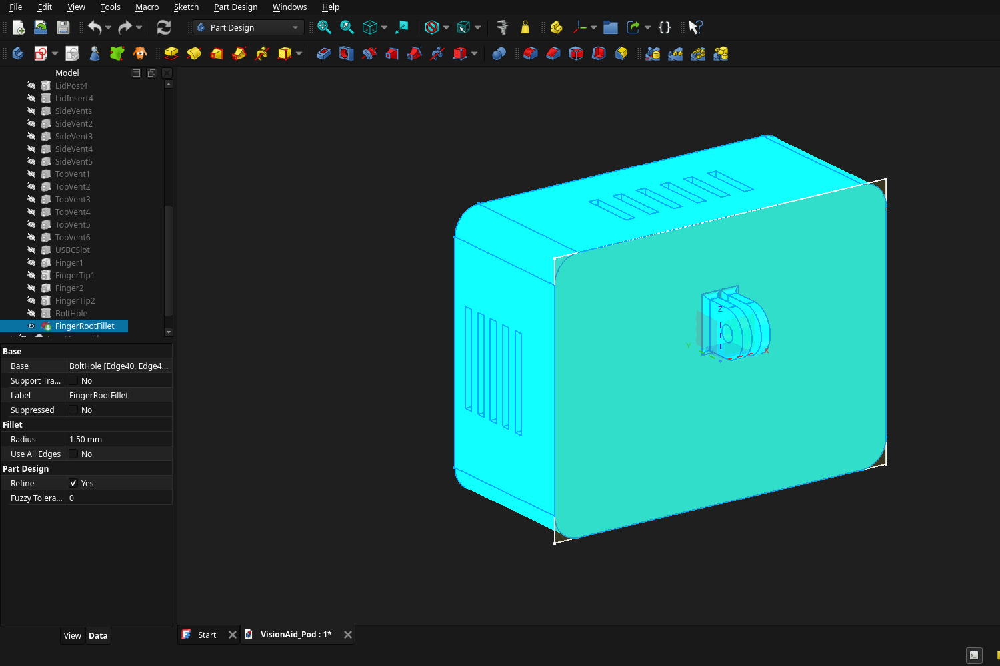 File Edit View Tools Macro Sketch Part Design Windows Help
Part Design
Model
LidPost4
LidInsert4
SideVents
SideVent2
SideVent3
SideVent4
SideVent5
TopVent1
TopVent2
TopVent3
TopVent4
TopVent5
TopVent6
USBCSlot
Finger1
FingerTip1
Finger2
FingerTip2
BoltHole
FingerRootFillet
Base
Base BoltHole [Edge40, Edge4...
Support Tra... No
Label FingerRootFillet
Suppressed No
Fillet
Radius 1.50 mm
Use All Edges No
Part Design
Refine Yes
Fuzzy Tolera... 0
View Data
Z
Y
X
Start VisionAid_Pod : 1*